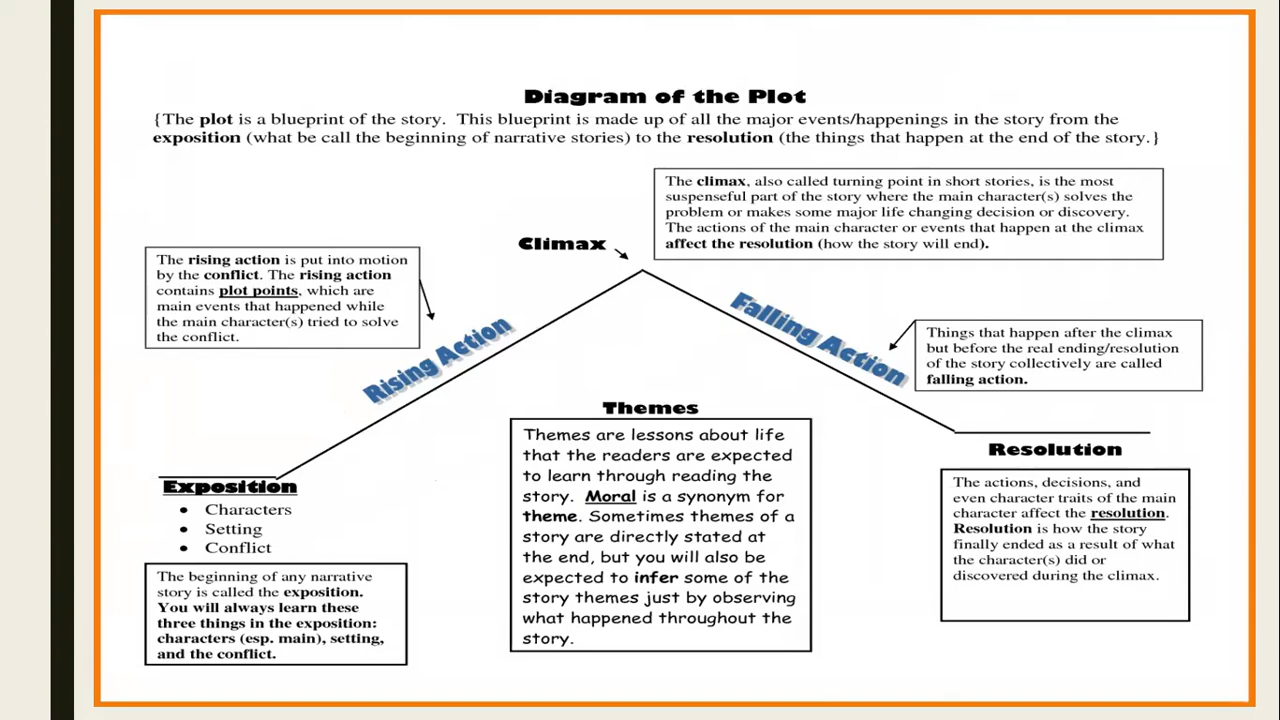 Diagram of the Plot
{The plot is a blueprint of the story. This blueprint is made up of all the major events/happenings in the story from the
exposition (what be call the beginning of narrative stories) to the resolution (the things that happen at the end of the story.}
The climax, also called turning point in short stories, is the most
suspenseful part of the story where the main character(s) solves the
problem or makes some major life changing decision or discovery.
The actions of the main character or events that happen at the climax
affect the resolution (how the story will end).
Climax
The rising action is put into motion
by the conflict. The rising action
contains plot points, which are
main events that happened while
the main character(s) tried to solve
the conflict.
Rising Action
Falling Action
Things that happen after the climax
but before the real ending/resolution
of the story collectively are called
falling action.
Themes
Themes are lessons about life
that the readers are expected
to learn through reading the
story. Moral is a synonym for
theme. Sometimes themes of a
story are directly stated at
the end, but you will also be
expected to infer some of the
story themes just by observing
what happened throughout the
story.
Resolution
The actions, decisions, and
even character traits of the main
character affect the resolution.
Resolution is how the story
finally ended as a result of what
the character(s) did or
discovered during the climax.
Exposition
• Characters
• Setting
• Conflict
The beginning of any narrative
story is called the exposition.
You will always learn these
three things in the exposition:
characters (esp. main), setting,
and the conflict.